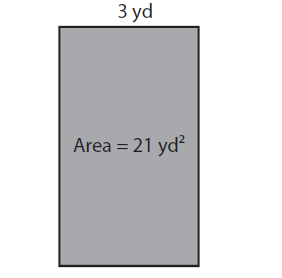 3 yd
Area = 21 yd²